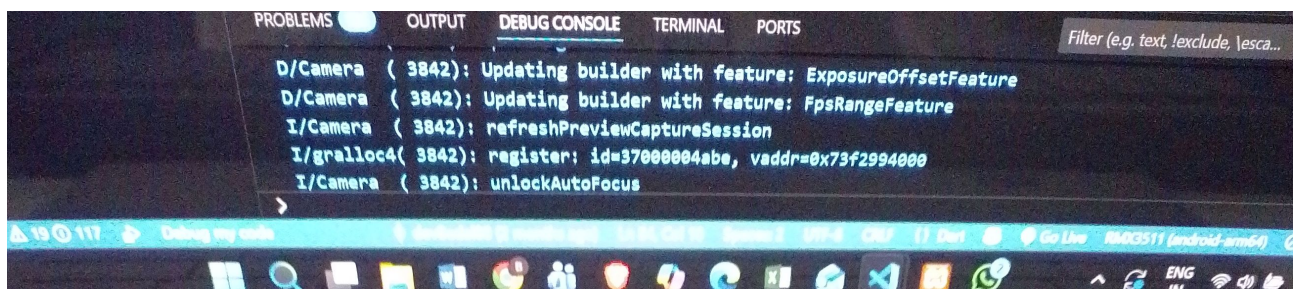 PROBLEMS OUTPUT DEBUG CONSOLE TERMINAL PORTS
Filter (e.g. text, !exclude, \esca...
D/Camera ( 3842): Updating builder with feature: ExposureOffsetFeature
D/Camera ( 3842): Updating builder with feature: FpsRangeFeature
I/Camera ( 3842): refreshPreviewCaptureSession
I/gralloc4( 3842): register: id=37000004abe, vaddr=0x73f2994000
I/Camera ( 3842): unlockAutoFocus
>
19 117 Debug my code UTF-8 CRLF {} Dart Go Live RMX3511 (android-arm64)
ENG
IN